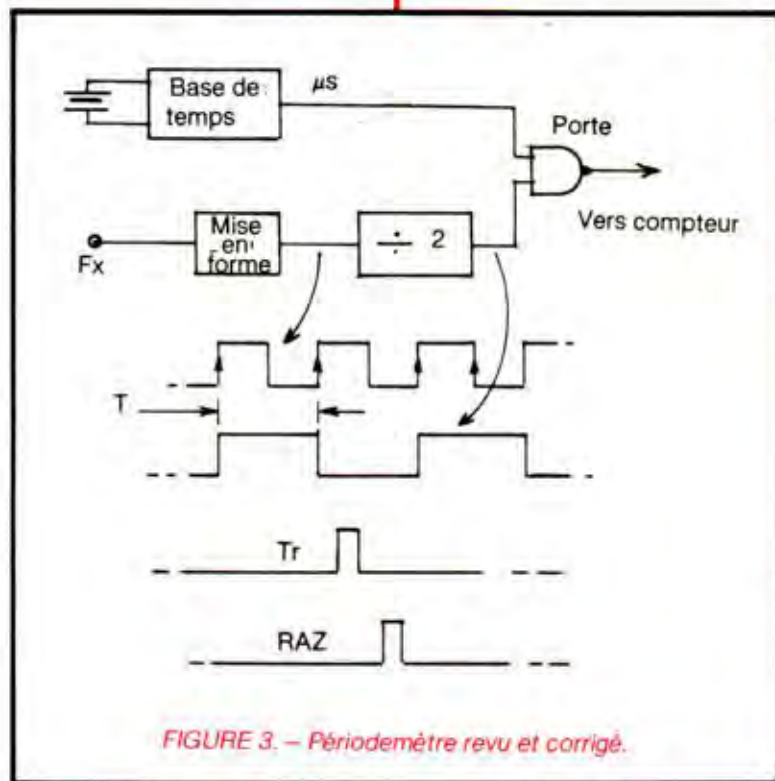 Base de
temps
µs
Porte
Vers compteur
Fx
Mise
en
forme
÷ 2
T
Tr
RAZ
FIGURE 3. – Périodemètre revu et corrigé.